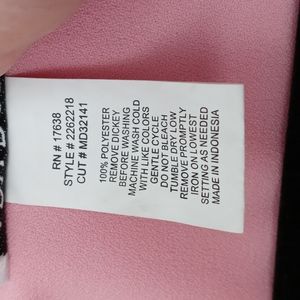 RN # 17638
STYLE # 2262218
CUT # MD32141
100% POLYESTER
REMOVE DICKEY
BEFORE WASHING
MACHINE WASH COLD
WITH LIKE COLORS
GENTLE CYCLE
DO NOT BLEACH
TUMBLE DRY LOW
REMOVE PROMPTLY
IRON ON LOWEST
SETTING AS NEEDED
MADE IN INDONESIA